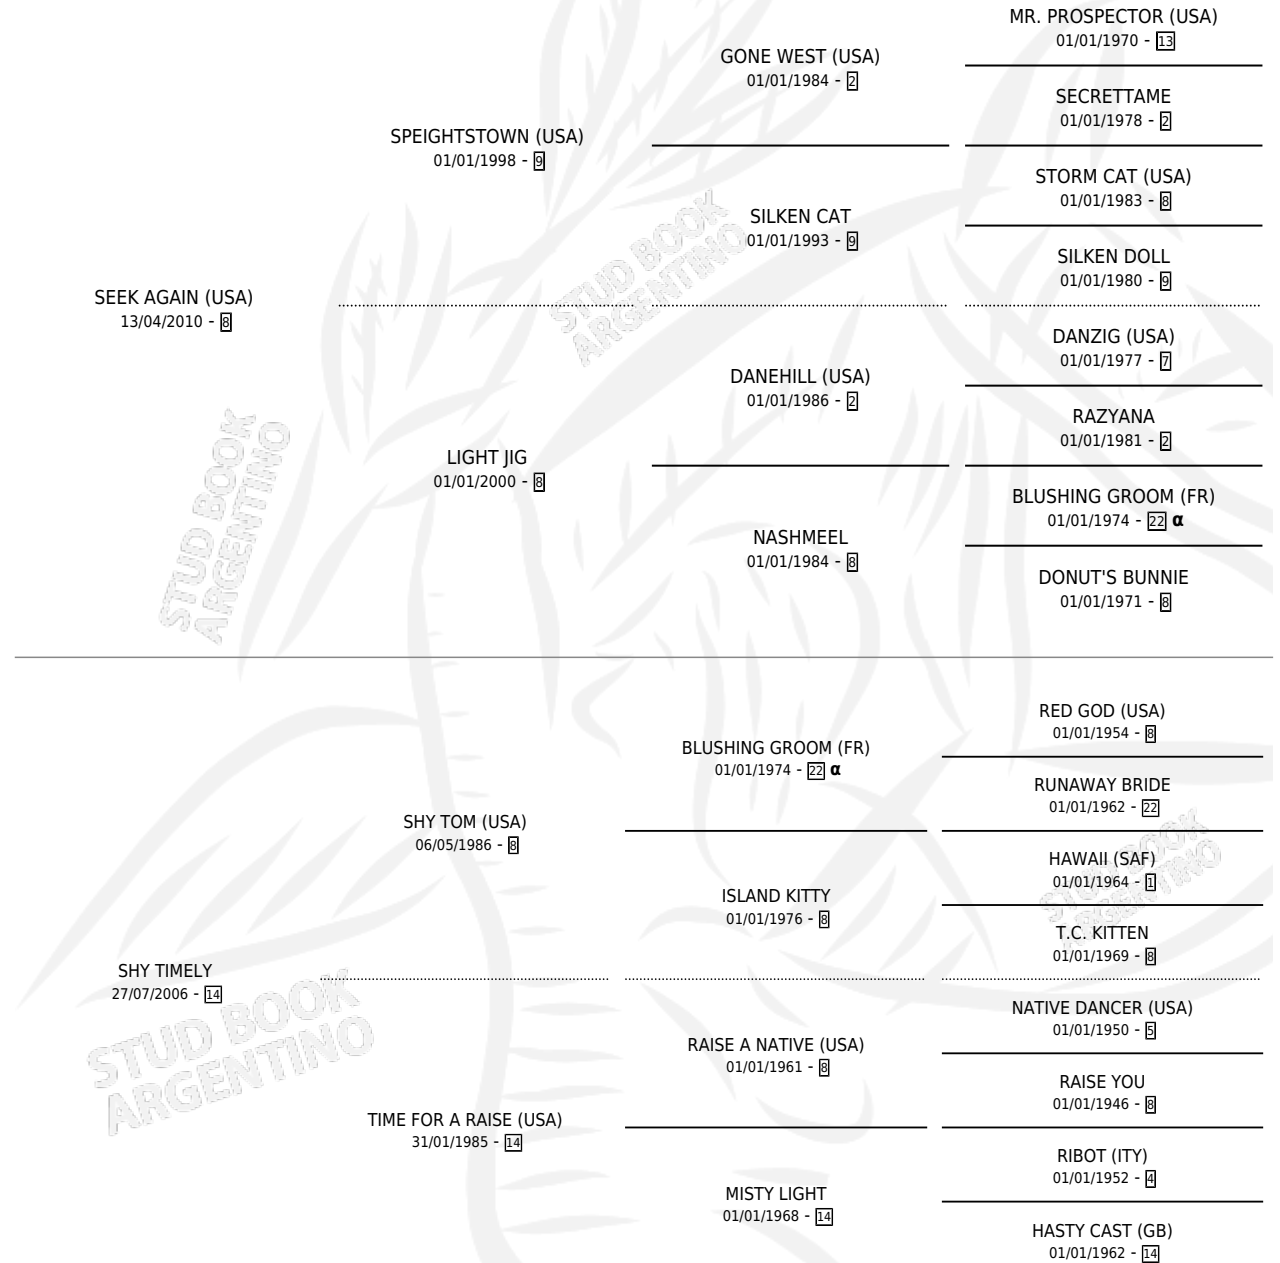 MR. PROSPECTOR (USA)
01/01/1970 - 13
GONE WEST (USA)
01/01/1984 - 2
SECRETTAME
01/01/1978 - 2
SPEIGHTSTOWN (USA)
01/01/1998 - 9
STORM CAT (USA)
01/01/1983 - 8
SILKEN CAT
01/01/1993 - 9
SILKEN DOLL
01/01/1980 - 9
SEEK AGAIN (USA)
13/04/2010 - 8
DANZIG (USA)
01/01/1977 - 7
DANEHILL (USA)
01/01/1986 - 2
RAZYANA
01/01/1981 - 2
LIGHT JIG
01/01/2000 - 8
BLUSHING GROOM (FR)
01/01/1974 - 22 α
NASHMEEL
01/01/1984 - 8
DONUT'S BUNNIE
01/01/1971 - 8
RED GOD (USA)
01/01/1954 - 8
BLUSHING GROOM (FR)
01/01/1974 - 22 α
RUNAWAY BRIDE
01/01/1962 - 22
SHY TOM (USA)
06/05/1986 - 8
HAWAII (SAF)
01/01/1964 - 1
ISLAND KITTY
01/01/1976 - 8
T.C. KITTEN
01/01/1969 - 8
SHY TIMELY
27/07/2006 - 14
NATIVE DANCER (USA)
01/01/1950 - 5
RAISE A NATIVE (USA)
01/01/1961 - 8
RAISE YOU
01/01/1946 - 8
TIME FOR A RAISE (USA)
31/01/1985 - 14
RIBOT (ITY)
01/01/1952 - 4
MISTY LIGHT
01/01/1968 - 14
HASTY CAST (GB)
01/01/1962 - 14
STUD BOOK
ARGENTINO
STUD BOOK
ARGENTINO
STUD BOOK
ARGENTINO
STUD BOOK
ARGENTINO